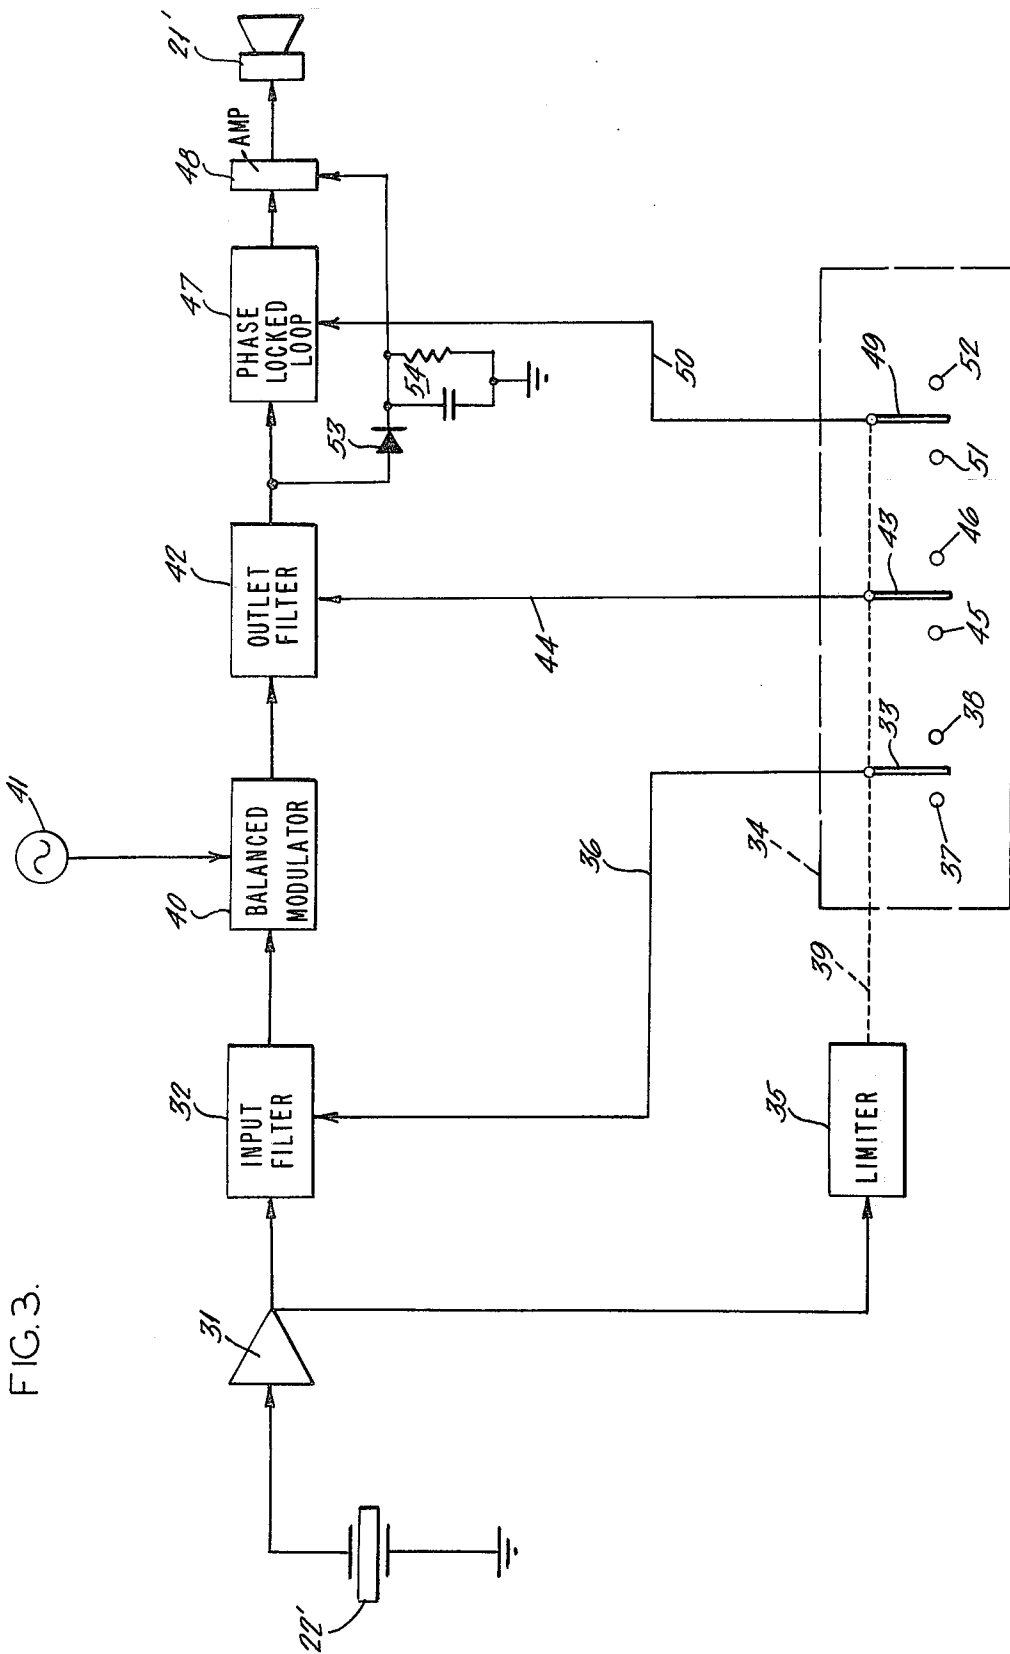 FIG.3.
41
21'
48
AMP
47
PHASE
LOCKED
LOOP
42
OUTLET
FILTER
40
BALANCED
MODULATOR
32
INPUT
FILTER
31
22'
53
54
50
44
36
34
39
35
LIMITER
37
33
38
45
43
46
51
49
52